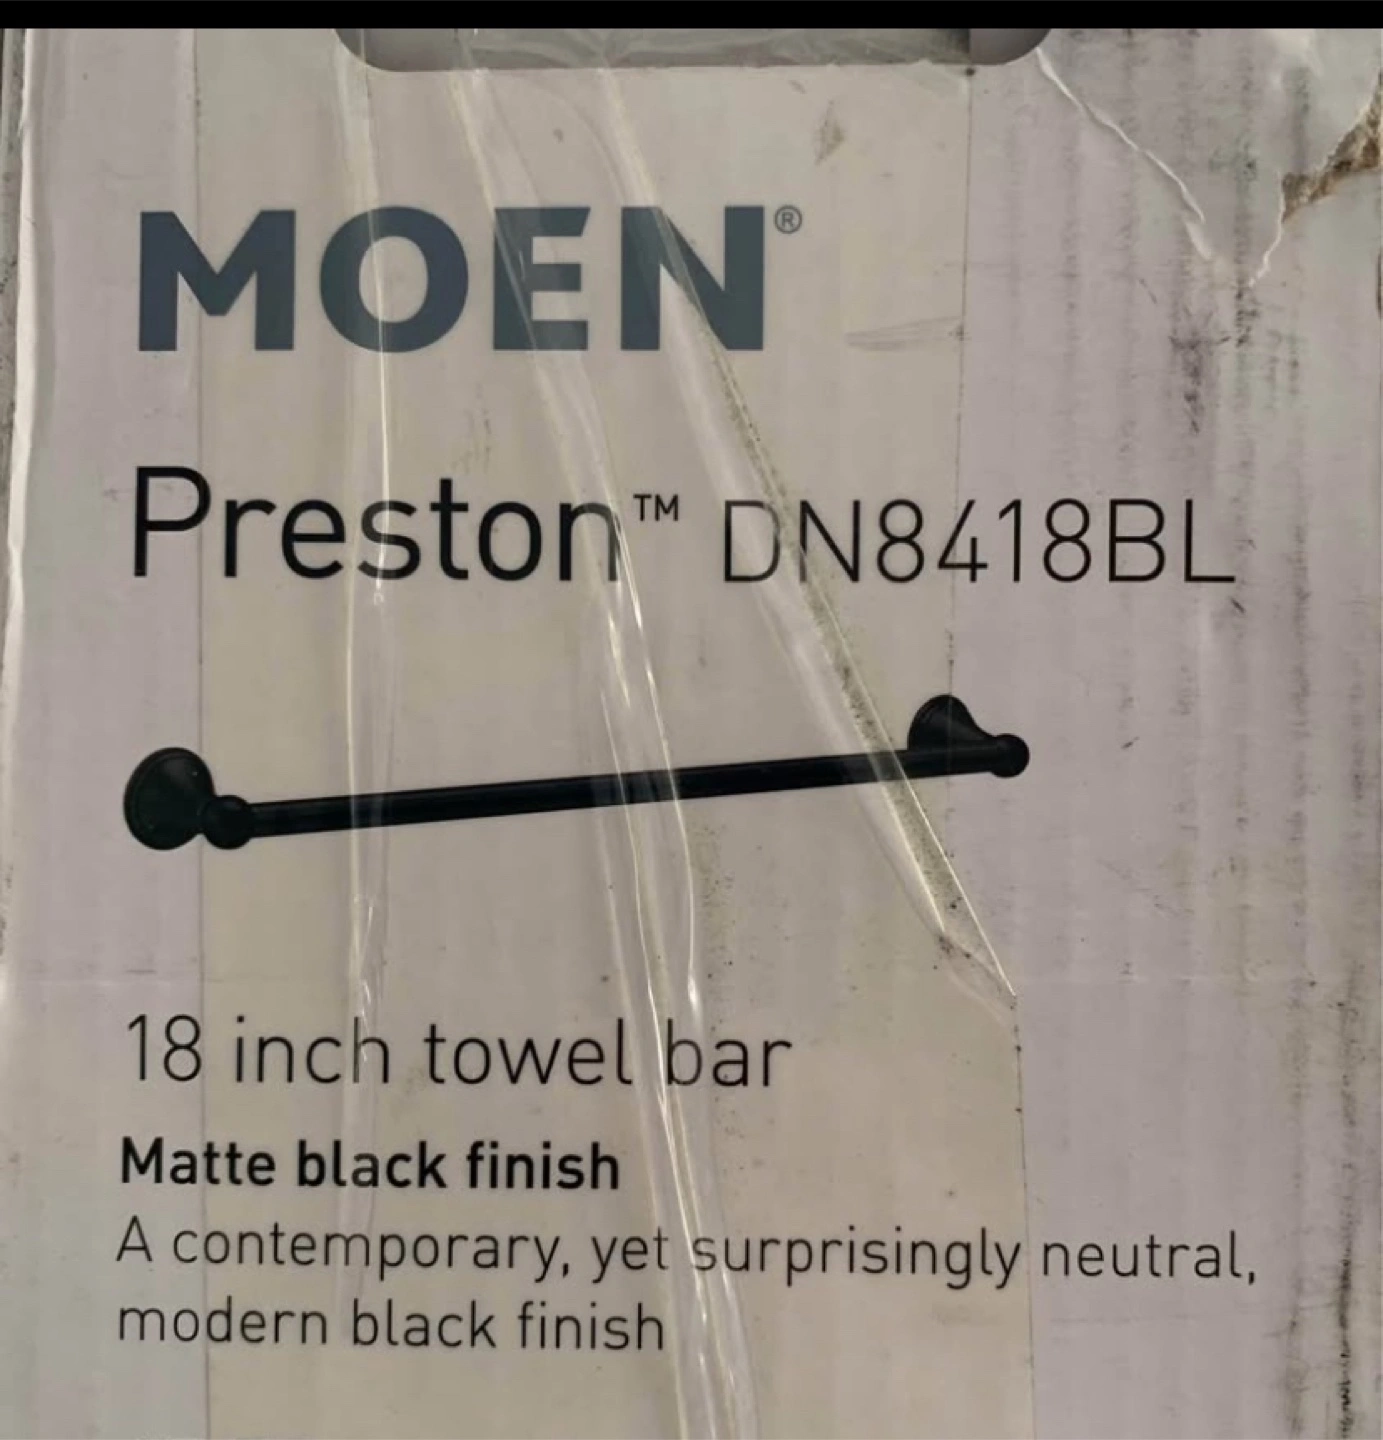 MOEN®
Preston™ DN8418BL
18 inch towel bar
Matte black finish
A contemporary, yet surprisingly neutral,
modern black finish